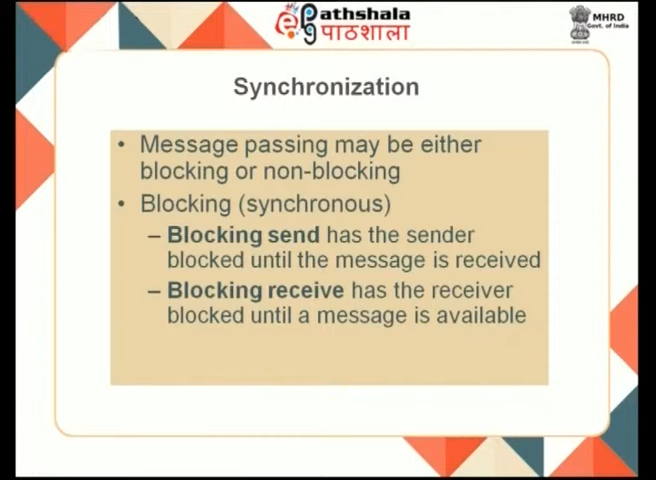 Pathshala
पाठशाला
MHRD
Govt. of India
Synchronization
• Message passing may be either
blocking or non-blocking
• Blocking (synchronous)
– Blocking send has the sender
blocked until the message is received
– Blocking receive has the receiver
blocked until a message is available